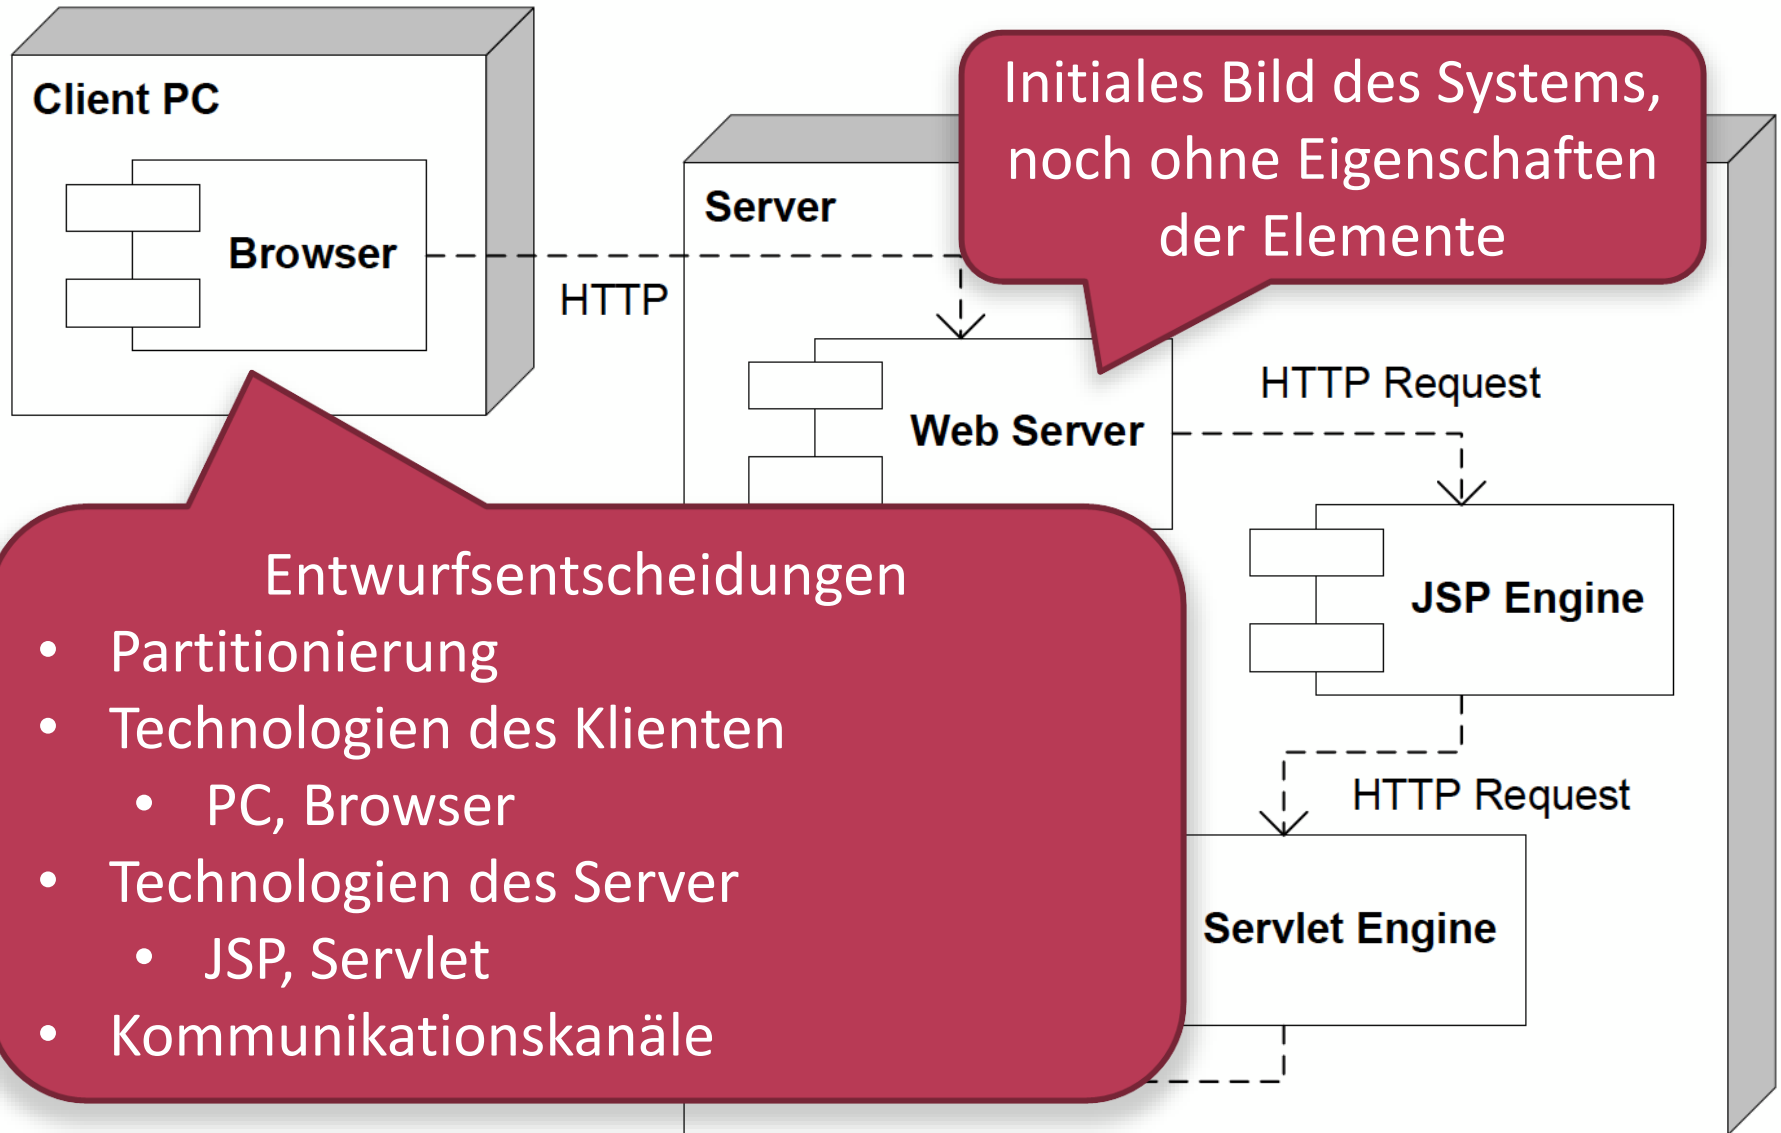 Client PC
Browser
HTTP
Initiales Bild des Systems,
noch ohne Eigenschaften
der Elemente
Server
Web Server
HTTP Request
JSP Engine
HTTP Request
Servlet Engine
Entwurfsentscheidungen
• Partitionierung
• Technologien des Klienten
• PC, Browser
• Technologien des Server
• JSP, Servlet
• Kommunikationskanäle